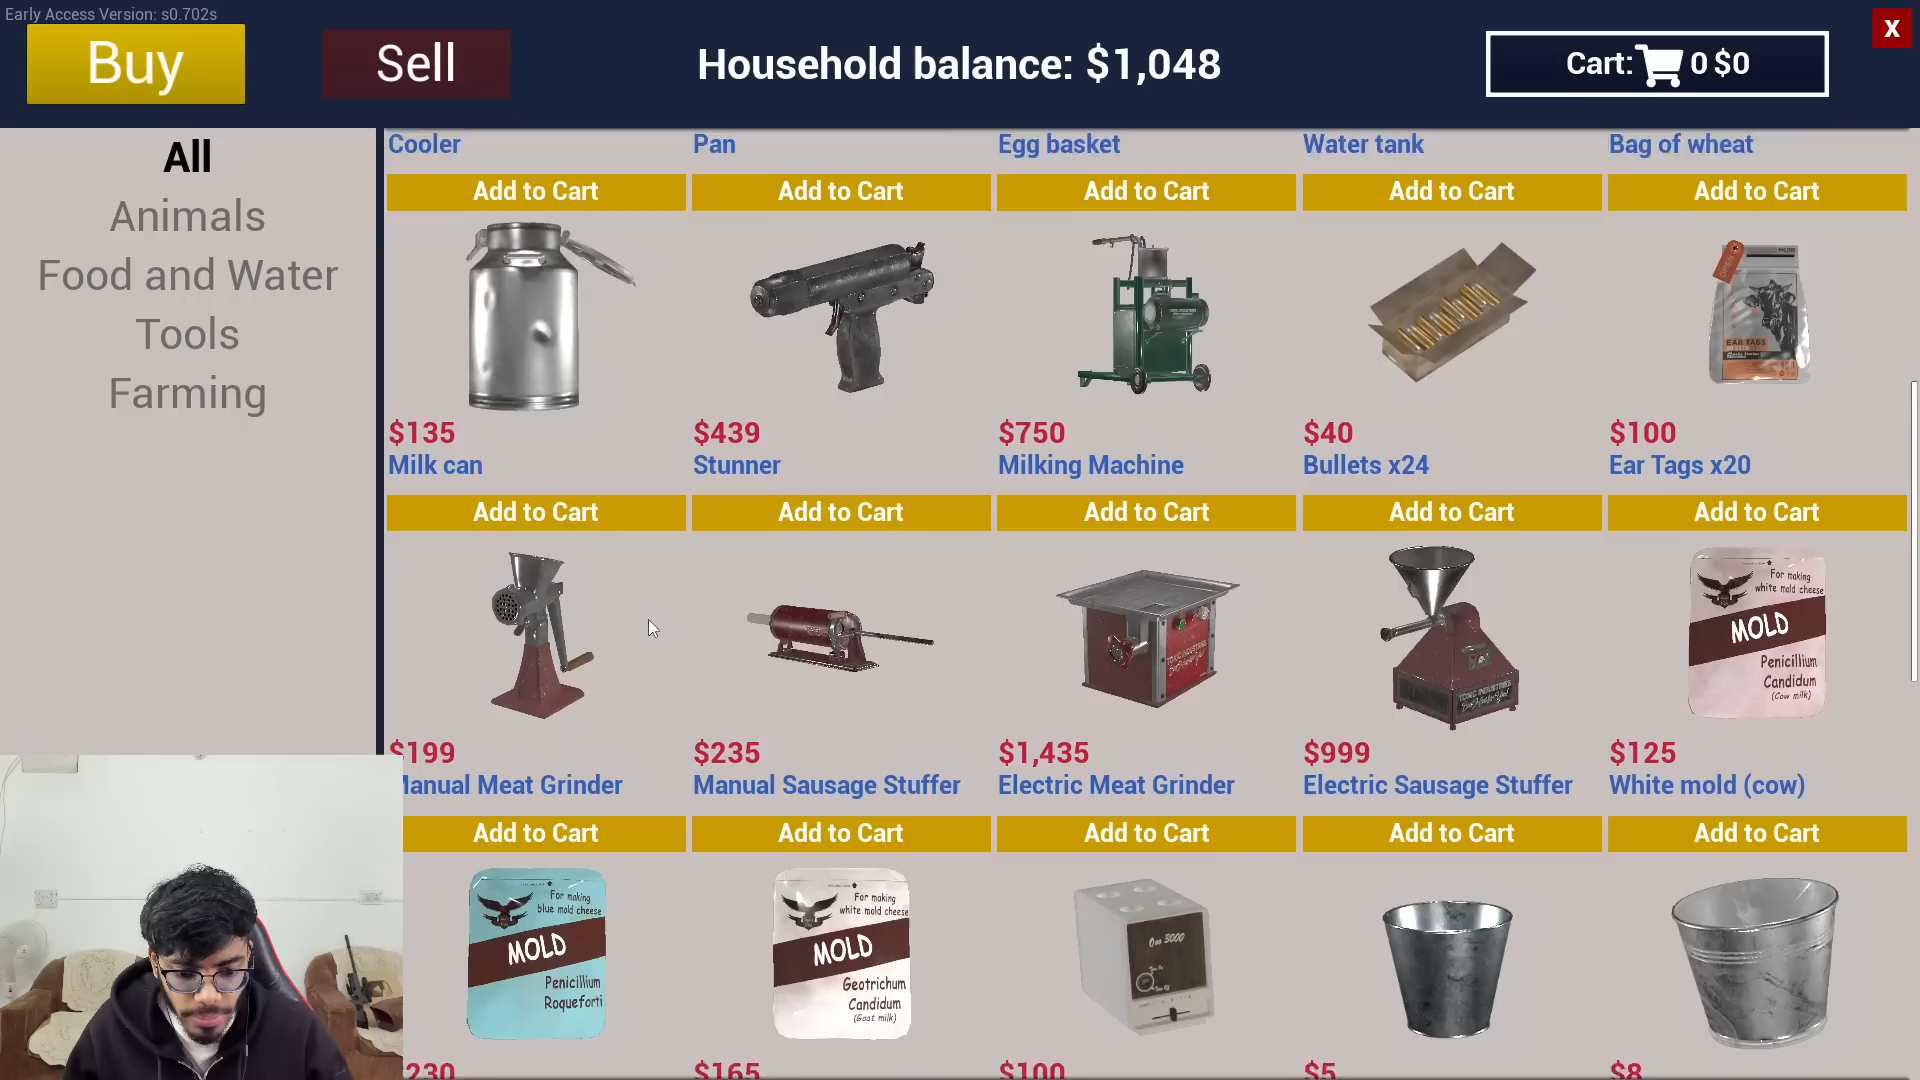 Early Access Version: s0.702s
Buy
Sell
Household balance: $1,048
Cart: 0 $0
X
All
Animals
Food and Water
Tools
Farming
Cooler
Pan
Egg basket
Water tank
Bag of wheat
Add to Cart
Add to Cart
Add to Cart
Add to Cart
Add to Cart
OPEN
EAR TAGS
$135
$439
$750
$40
$100
Milk can
Stunner
Milking Machine
Bullets x24
Ear Tags x20
Add to Cart
Add to Cart
Add to Cart
Add to Cart
Add to Cart
TOXIC INDUSTRIES
TOXIC INDUSTRIES
For making
white mold cheese
MOLD
Penicillium
Candidum
(Cow milk)
$199
$235
$1,435
$999
$125
Manual Meat Grinder
Manual Sausage Stuffer
Electric Meat Grinder
Electric Sausage Stuffer
White mold (cow)
Add to Cart
Add to Cart
Add to Cart
Add to Cart
Add to Cart
For making
blue mold cheese
MOLD
Penicillium
Roqueforti
For making
white mold cheese
MOLD
Geotrichum
Candidum
(Goat milk)
Ovo 3000
230
$165
$100
$5
$8